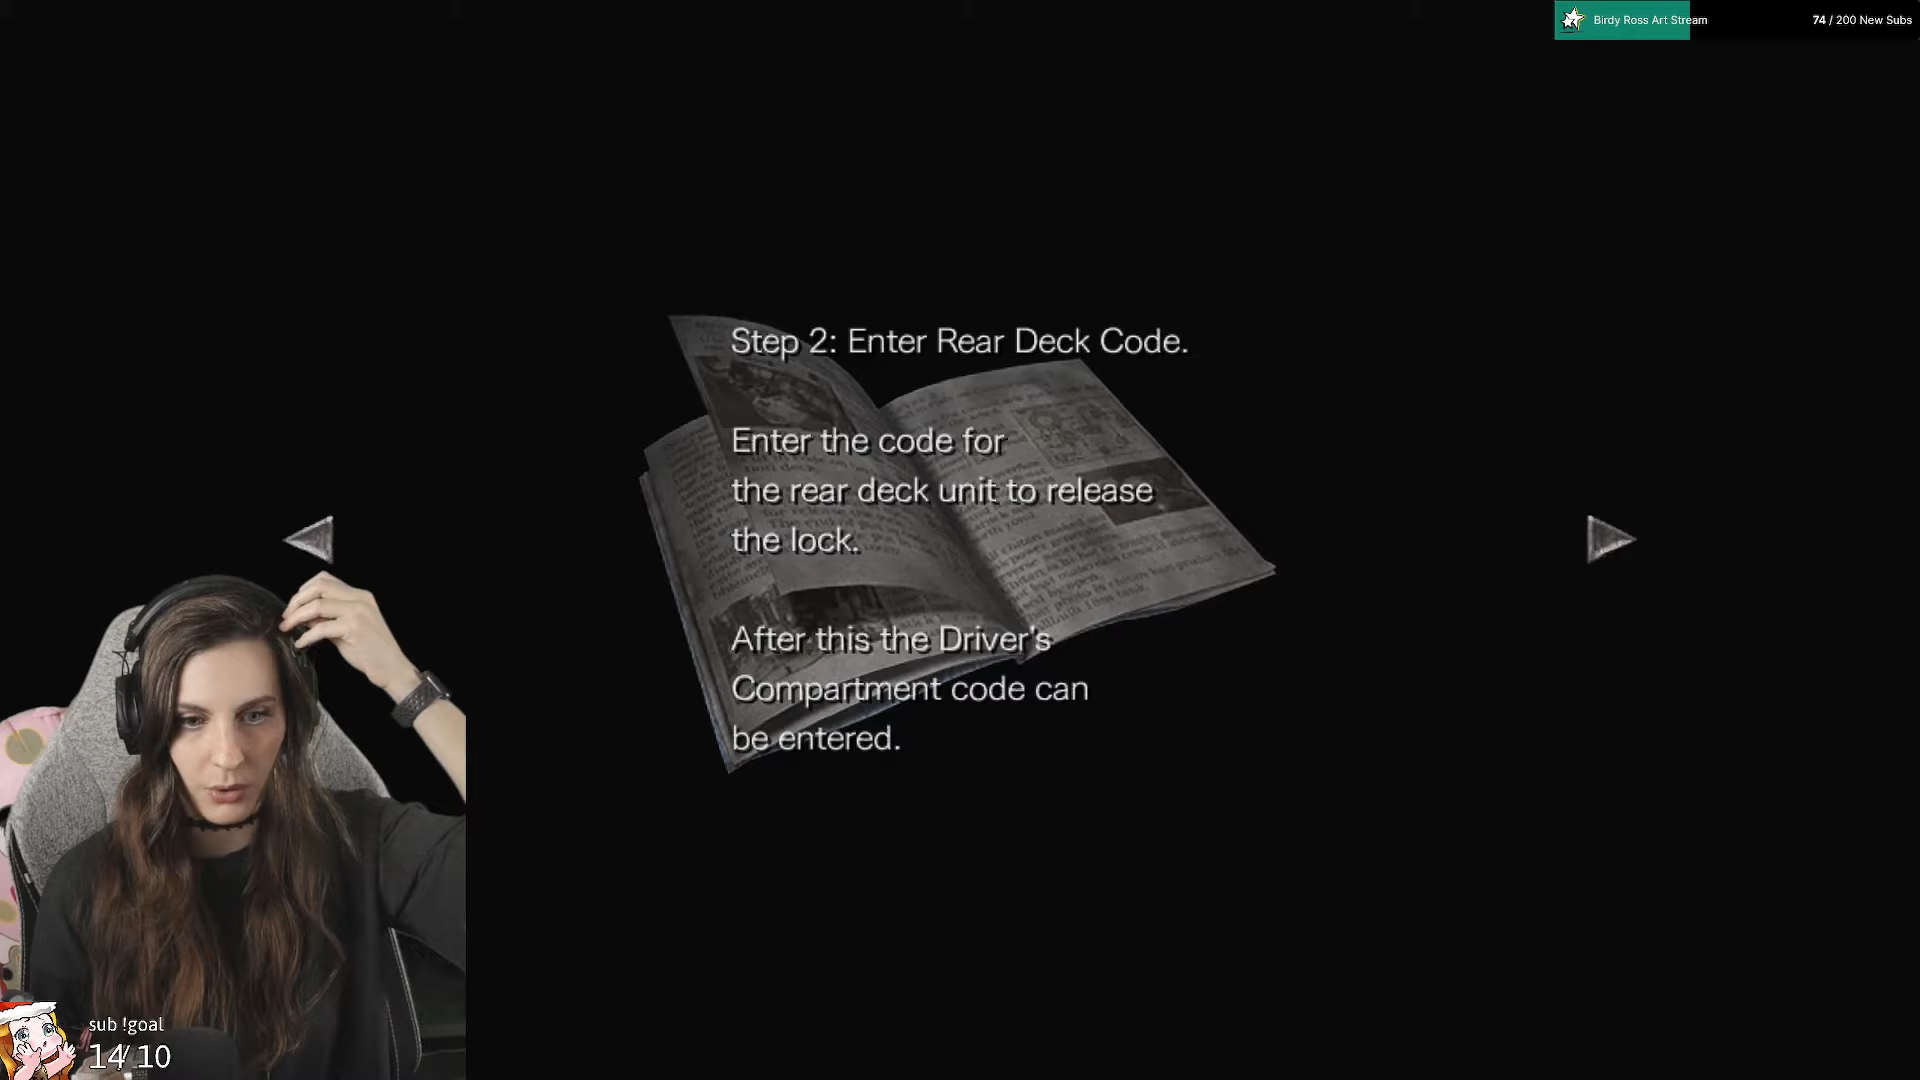 Birdy Ross Art Stream
74 / 200 New Subs
Step 2: Enter Rear Deck Code.
Enter the code for
the rear deck unit to release
the lock.
After this the Driver's
Compartment code can
be entered.
sub !goal
14/10